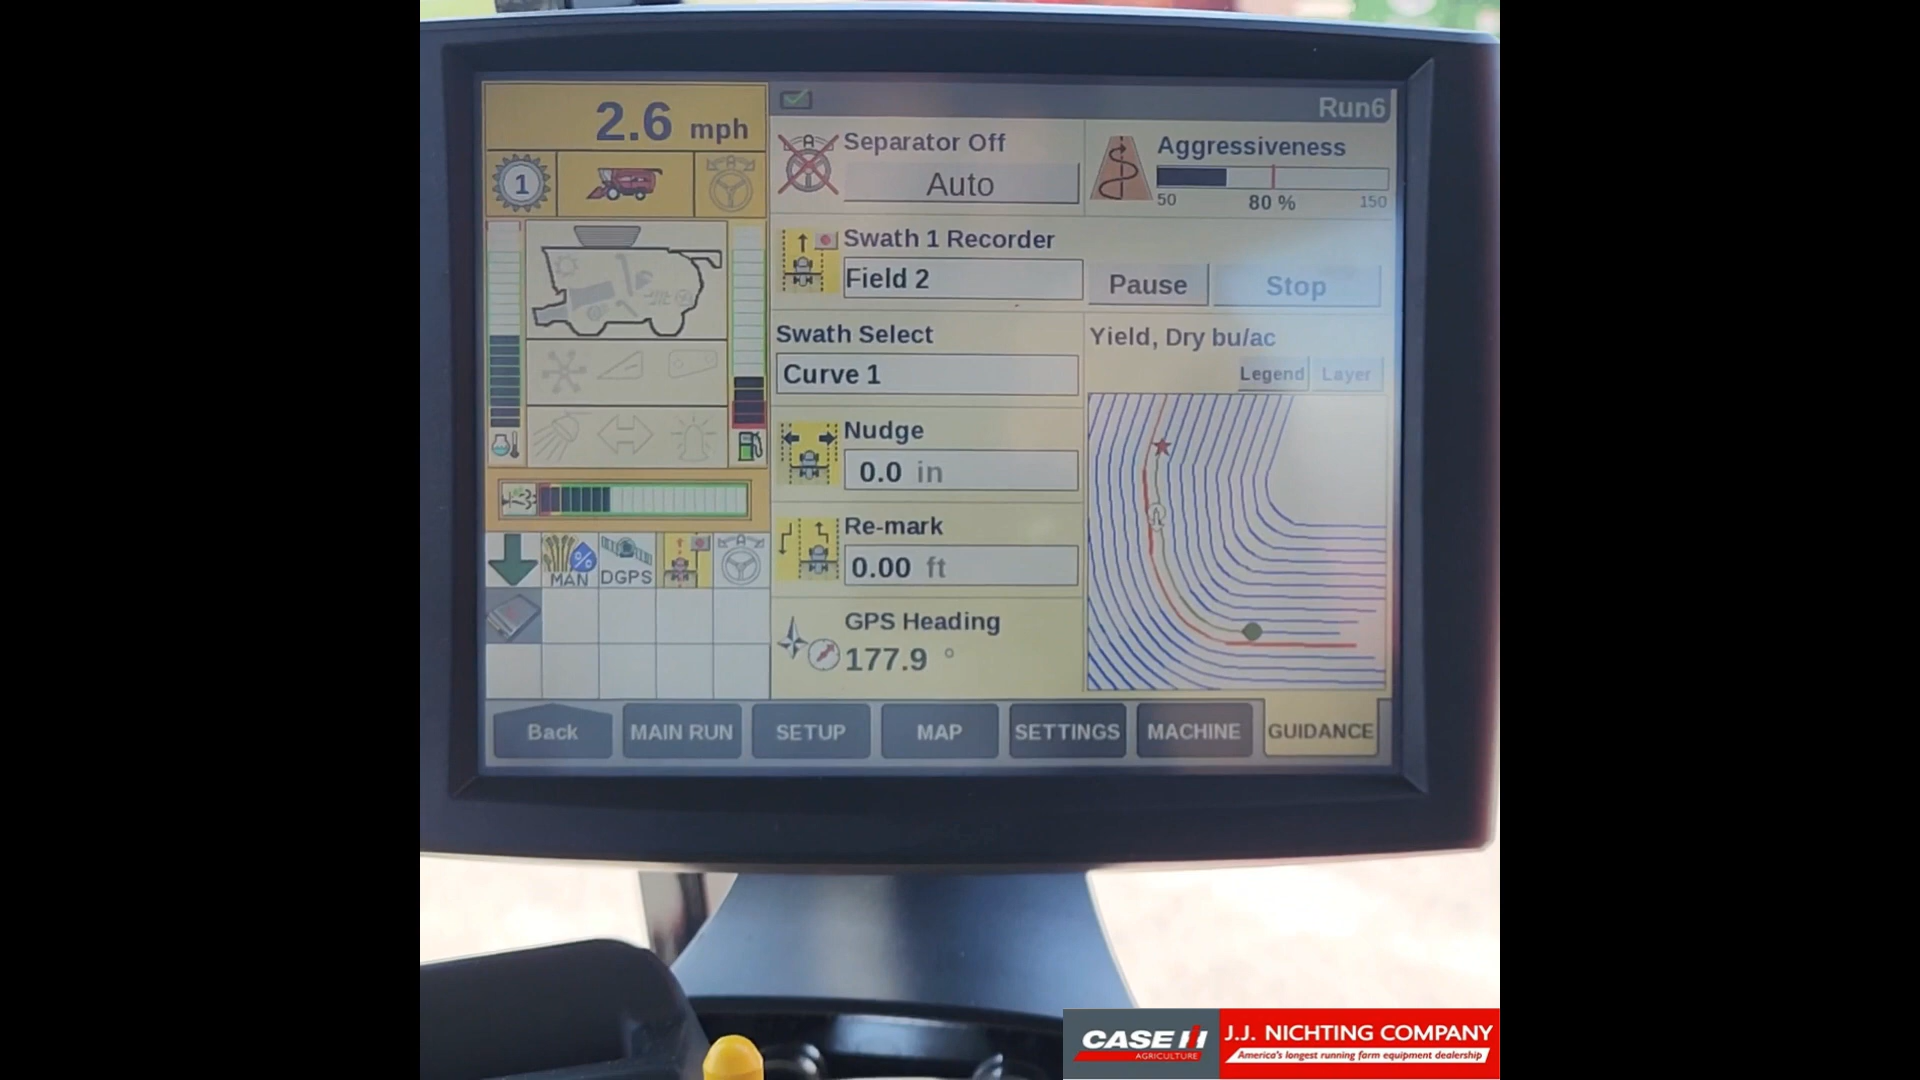 2.6 mph
Run6
1
Separator Off
Auto
Aggressiveness
50 80 % 150
Swath 1 Recorder
Field 2
Pause
Stop
Swath Select
Curve 1
Yield, Dry bu/ac
Legend
Layer
Nudge
0.0 in
Re-mark
0.00 ft
%
MAN
DGPS
GPS Heading
177.9 °
Back
MAIN RUN
SETUP
MAP
SETTINGS
MACHINE
GUIDANCE
CASE IH
AGRICULTURE
J.J. NICHTING COMPANY
America's longest running farm equipment dealership